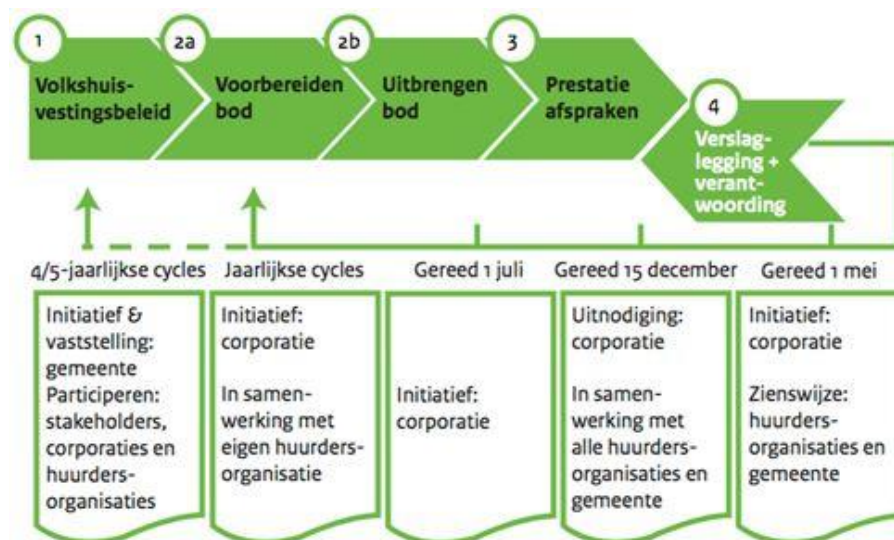 1
Volkshuis-
vestingsbeleid
2a
Voorbereiden
bod
2b
Uitbrengen
bod
3
Prestatie
afspraken
4
Verslag-
legging +
verant-
woording
4/5-jaarlijkse cycles
Initiatief &
vaststelling:
gemeente
Participeren:
stakeholders,
corporaties en
huurders-
organisaties
Jaarlijkse cycles
Initiatief:
corporatie
In samen-
werking met
eigen huurders-
organisatie
Gereed 1 juli
Initiatief:
corporatie
Gereed 15 december
Uitnodiging:
corporatie
In samen-
werking met
alle huurders-
organisaties en
gemeente
Gereed 1 mei
Initiatief:
corporatie
Zienswijze:
huurders-
organisaties en
gemeente